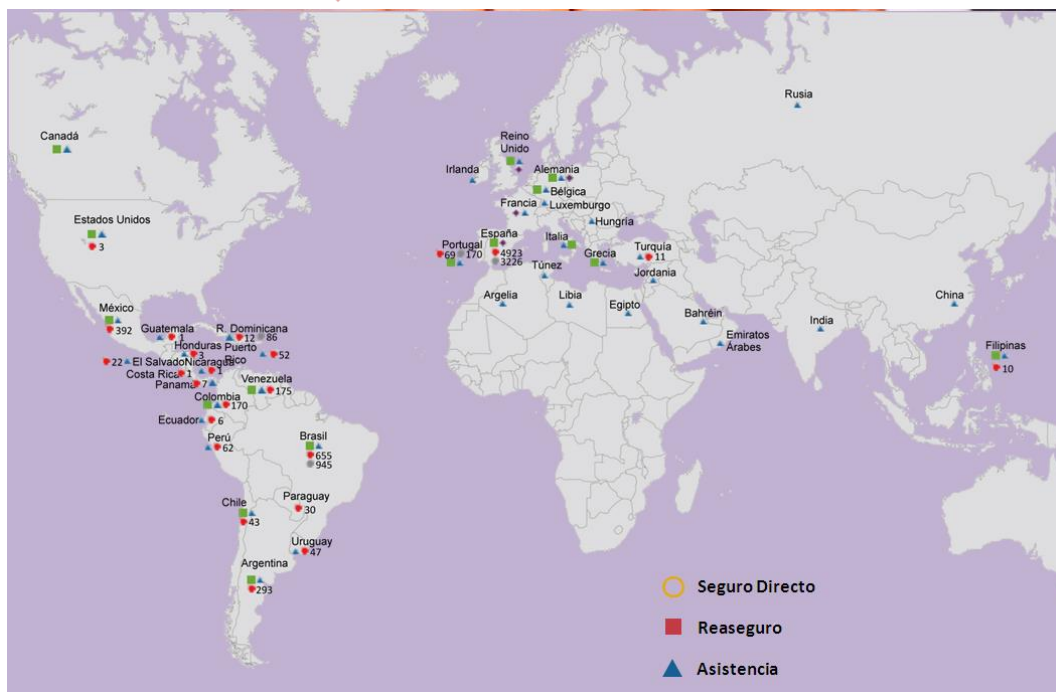 Rusia
Canadá
Reino
Unido
Irlanda
Alemania
Bélgica
Francia
Luxemburgo
Hungría
Estados Unidos
3
España
4923
3226
Portugal
69
170
Italia
Grecia
Turquía
11
Túnez
Jordania
México
392
Argelia
Libia
Egipto
Bahréin
Emiratos
Árabes
India
China
Guatemala
1
R. Dominicana
12
86
Honduras
3
Puerto
Rico
52
22
El Salvado
Nicaragua
1
Costa Rica
1
Panamá
7
Venezuela
175
Filipinas
10
Colombia
170
Ecuador
6
Perú
62
Brasil
655
945
Paraguay
30
Chile
43
Uruguay
47
Argentina
293
Seguro Directo
Reaseguro
Asistencia